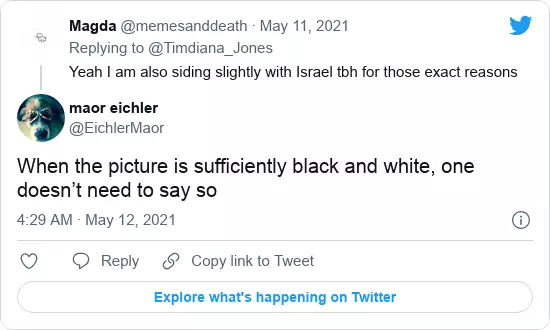 Magda @memesanddeath · May 11, 2021
Replying to @Timdiana_Jones
Yeah I am also siding slightly with Israel tbh for those exact reasons
maor eichler
@EichlerMaor
When the picture is sufficiently black and white, one
doesn’t need to say so
4:29 AM · May 12, 2021
Reply
Copy link to Tweet
Explore what's happening on Twitter